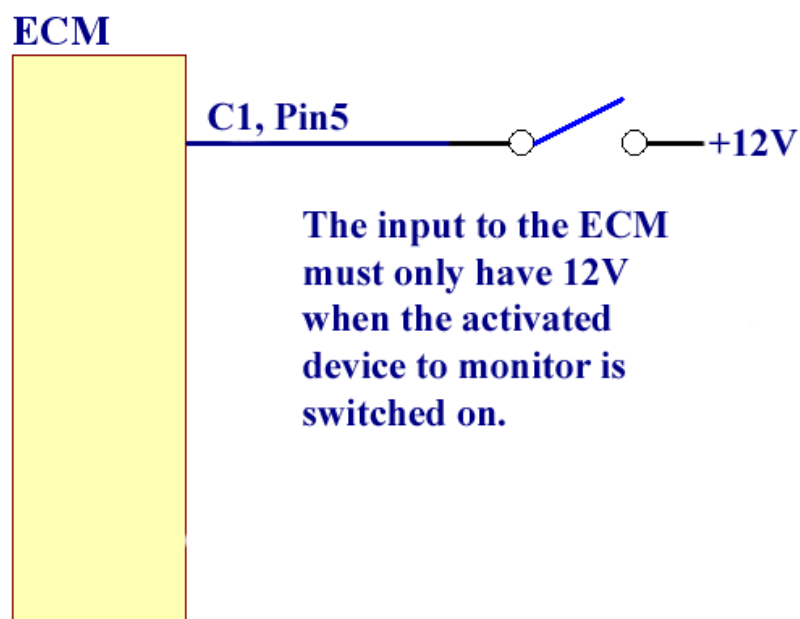 ECM
C1, Pin5
+12V
The input to the ECM
must only have 12V
when the activated
device to monitor is
switched on.